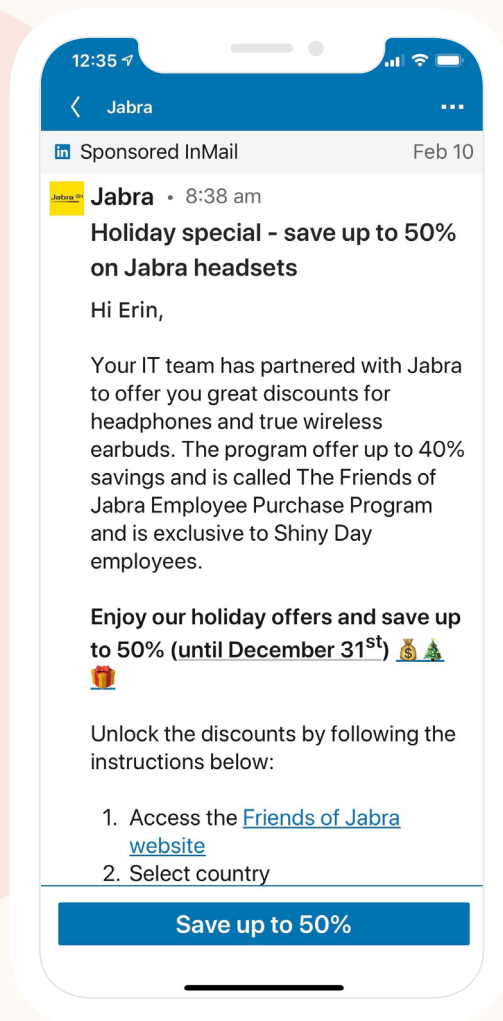 12:35
Jabra
in Sponsored InMail Feb 10
Jabra GN
Jabra • 8:38 am
Holiday special - save up to 50%
on Jabra headsets
Hi Erin,
Your IT team has partnered with Jabra
to offer you great discounts for
headphones and true wireless
earbuds. The program offer up to 40%
savings and is called The Friends of
Jabra Employee Purchase Program
and is exclusive to Shiny Day
employees.
Enjoy our holiday offers and save up
to 50% (until December 31st) 💰🎄
🎁
Unlock the discounts by following the
instructions below:
1. Access the Friends of Jabra
website
2. Select country
Save up to 50%